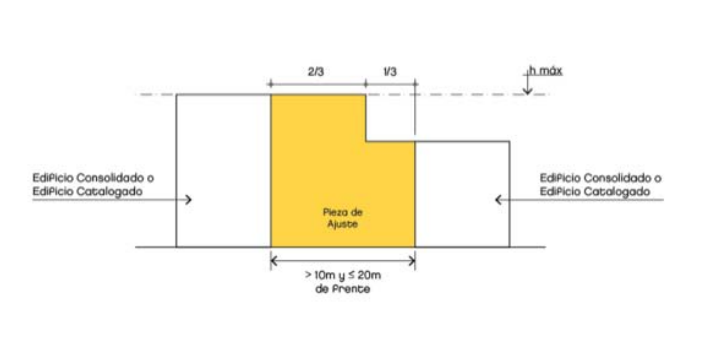 2/3
1/3
h máx
Edificio Consolidado o
Edificio Catalogado
Edificio Consolidado o
Edificio Catalogado
Pieza de
Ajuste
> 10m y ≤ 20m
de frente